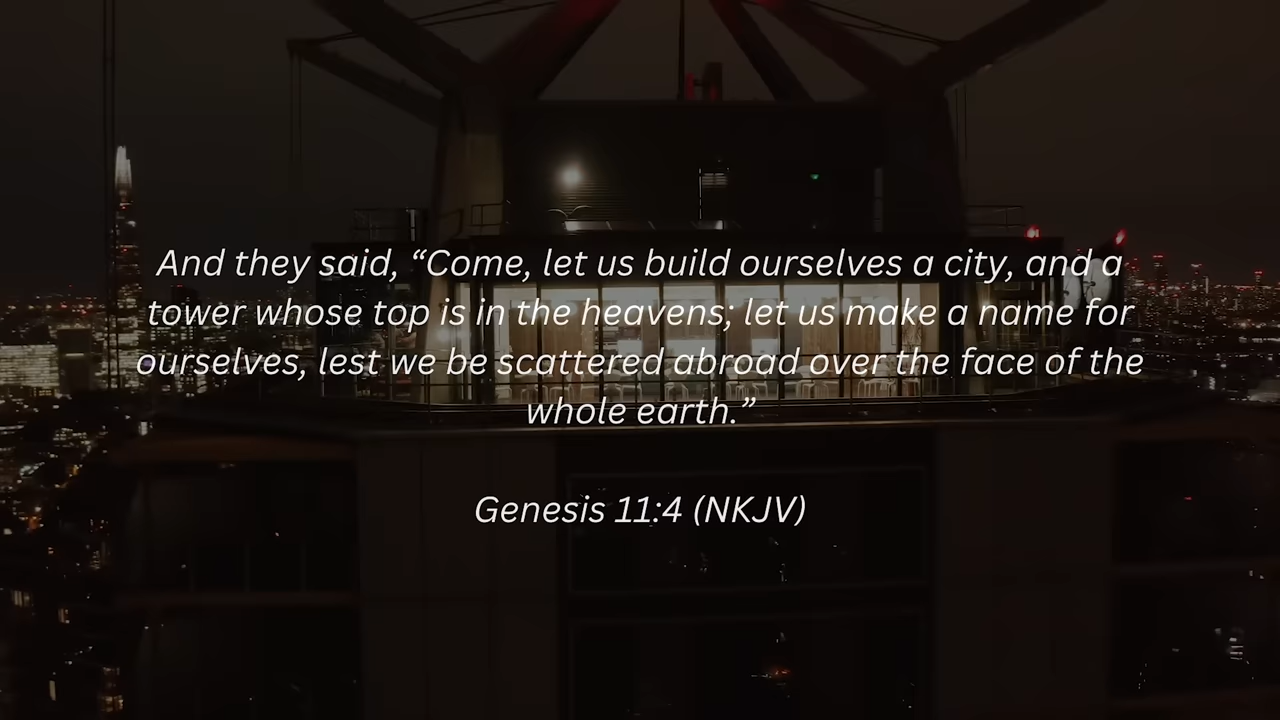 And they said, “Come, let us build ourselves a city, and a
tower whose top is in the heavens; let us make a name for
ourselves, lest we be scattered abroad over the face of the
whole earth.”
Genesis 11:4 (NKJV)